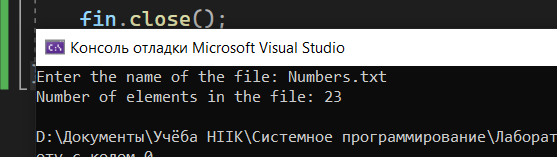 fin.close();
Консоль отладки Microsoft Visual Studio
Enter the name of the file: Numbers.txt
Number of elements in the file: 23
D:\Документы\Учёба НІІК\Системное программирование\Лаборат
оту с кодом 0